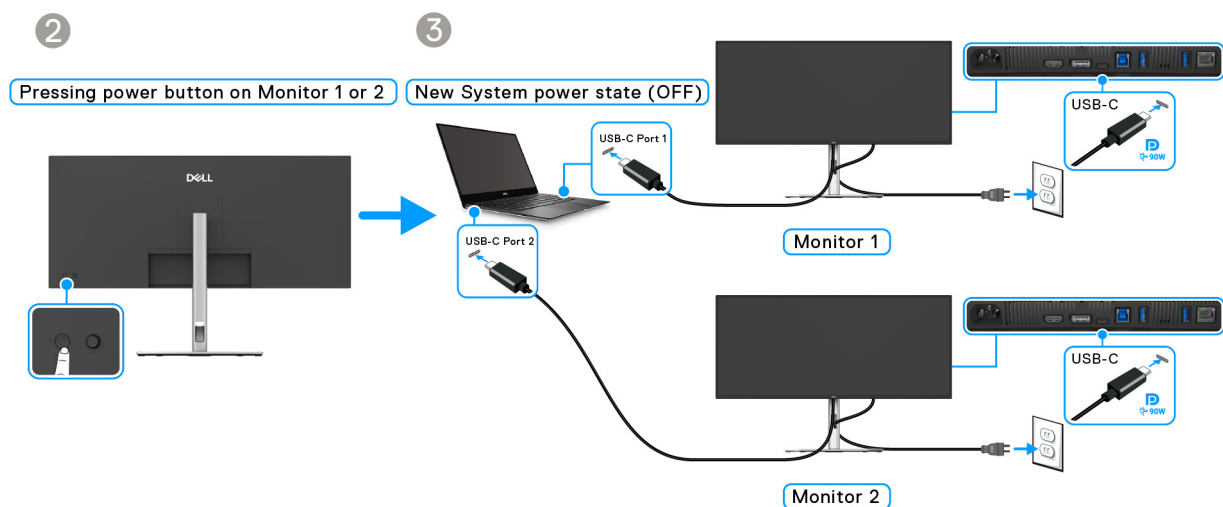 2
3
Pressing power button on Monitor 1 or 2
New System power state (OFF)
DELL
USB-C Port 1
USB-C Port 2
USB-C
90W
Monitor 1
USB-C
90W
Monitor 2